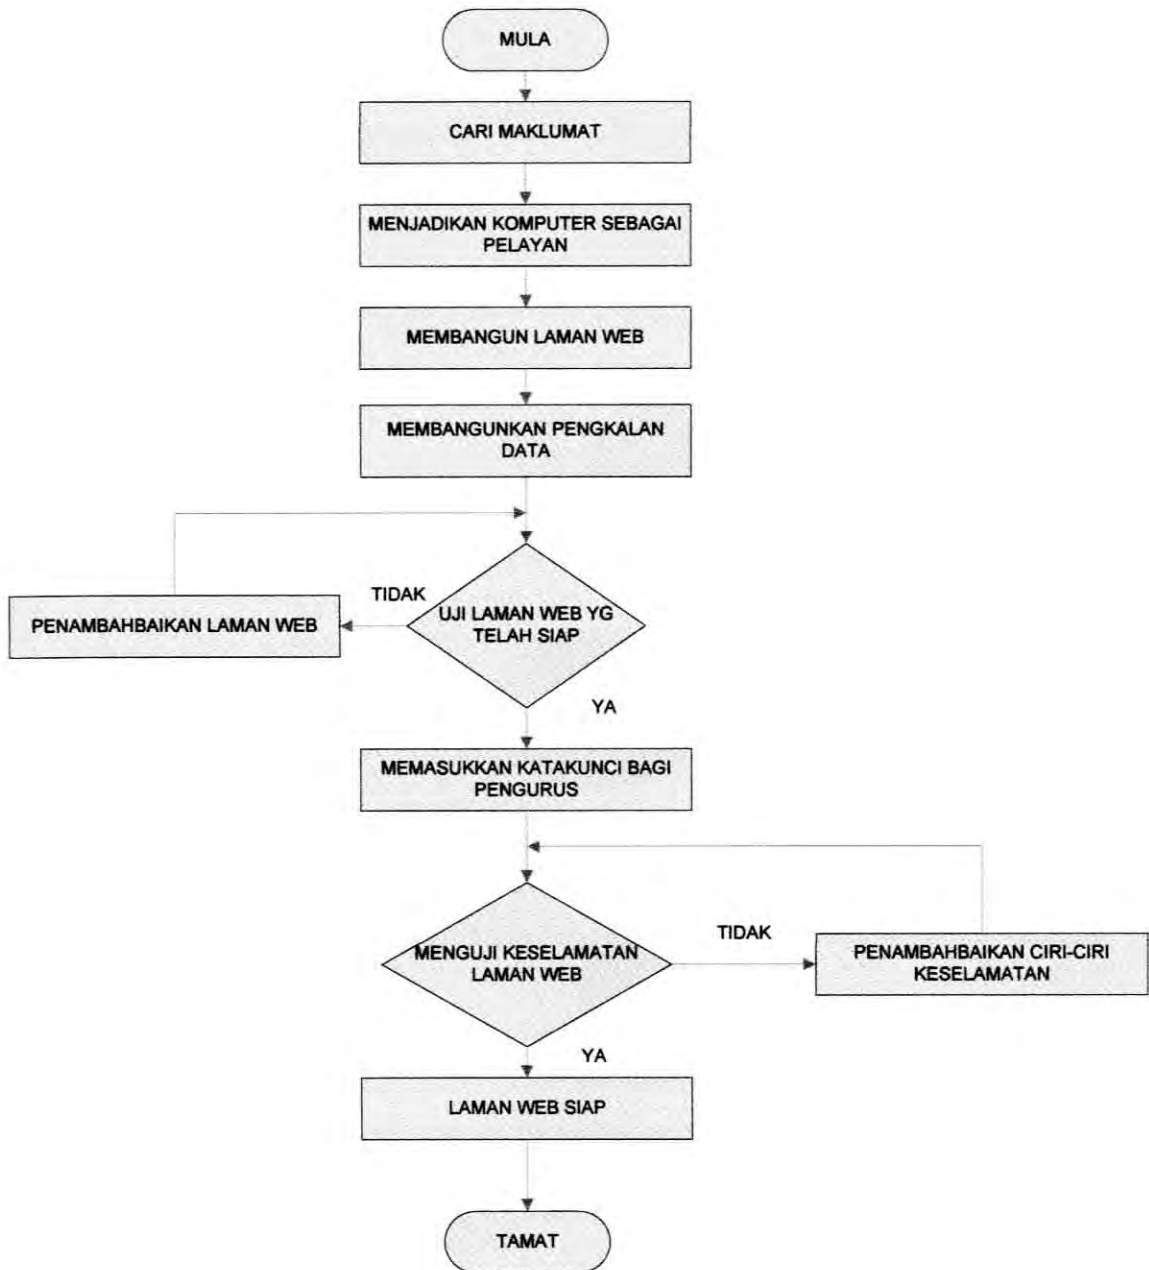 MULA
CARI MAKLUMAT
MENJADIKAN KOMPUTER SEBAGAI
PELAYAN
MEMBANGUN LAMAN WEB
MEMBANGUNKAN PENGKALAN
DATA
TIDAK
PENAMBAHBAIKAN LAMAN WEB
UJI LAMAN WEB YG
TELAH SIAP
YA
MEMASUKKAN KATAKUNCI BAGI
PENGURUS
MENGUJI KESELAMATAN
LAMAN WEB
TIDAK
PENAMBAHBAIKAN CIRI-CIRI
KESELAMATAN
YA
LAMAN WEB SIAP
TAMAT